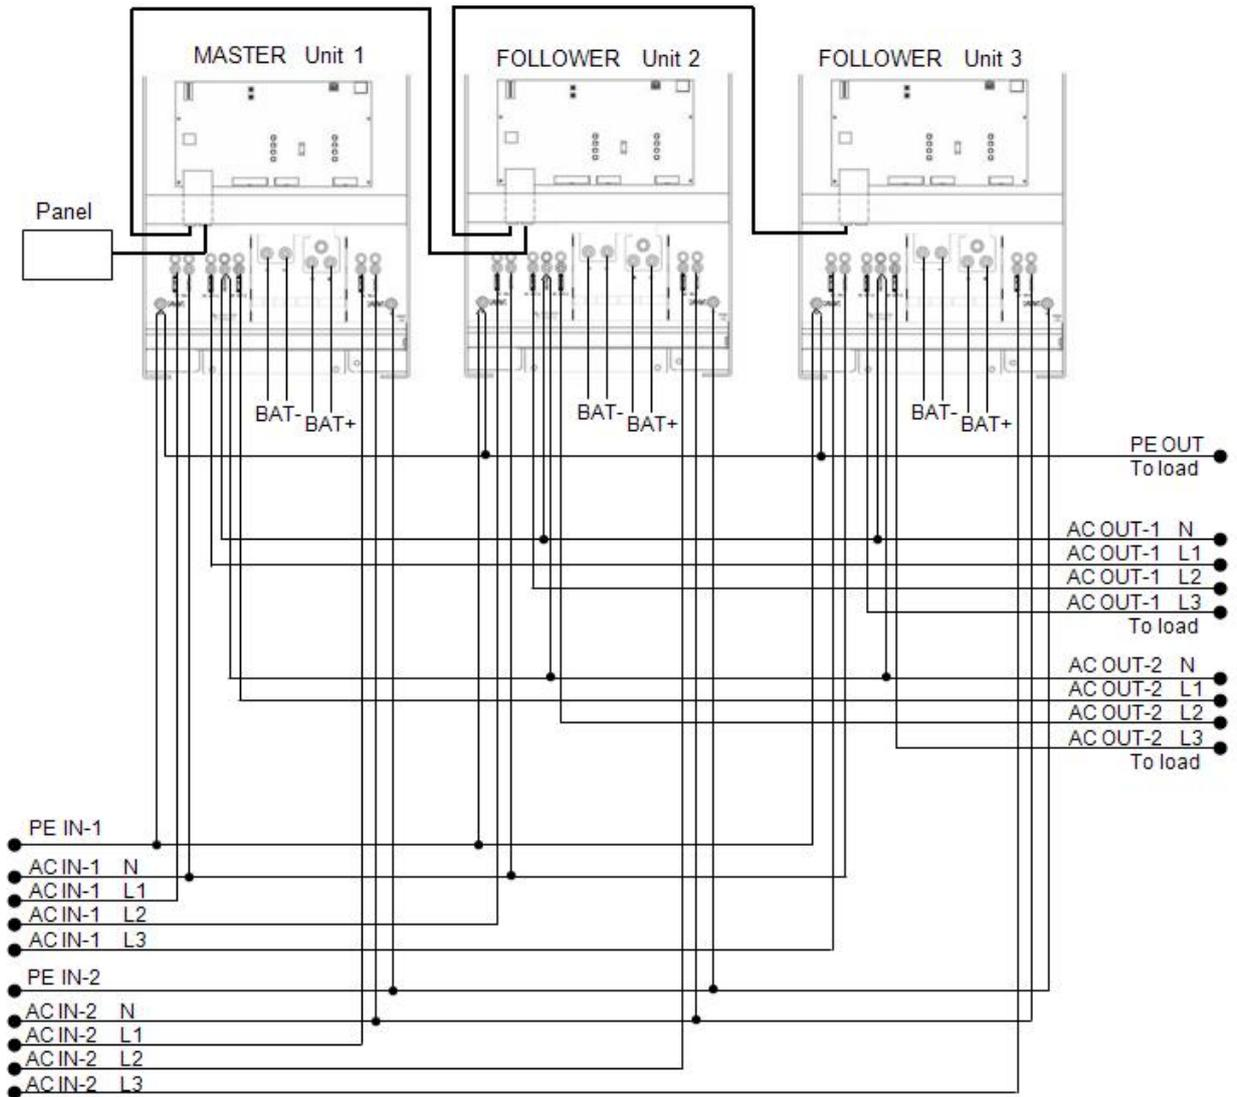 MASTER Unit 1
FOLLOWER Unit 2
FOLLOWER Unit 3
Panel
BAT-
BAT+
BAT-
BAT+
BAT-
BAT+
PE OUT
To load
AC OUT-1 N
AC OUT-1 L1
AC OUT-1 L2
AC OUT-1 L3
To load
AC OUT-2 N
AC OUT-2 L1
AC OUT-2 L2
AC OUT-2 L3
To load
PE IN-1
AC IN-1 N
AC IN-1 L1
AC IN-1 L2
AC IN-1 L3
PE IN-2
AC IN-2 N
AC IN-2 L1
AC IN-2 L2
AC IN-2 L3